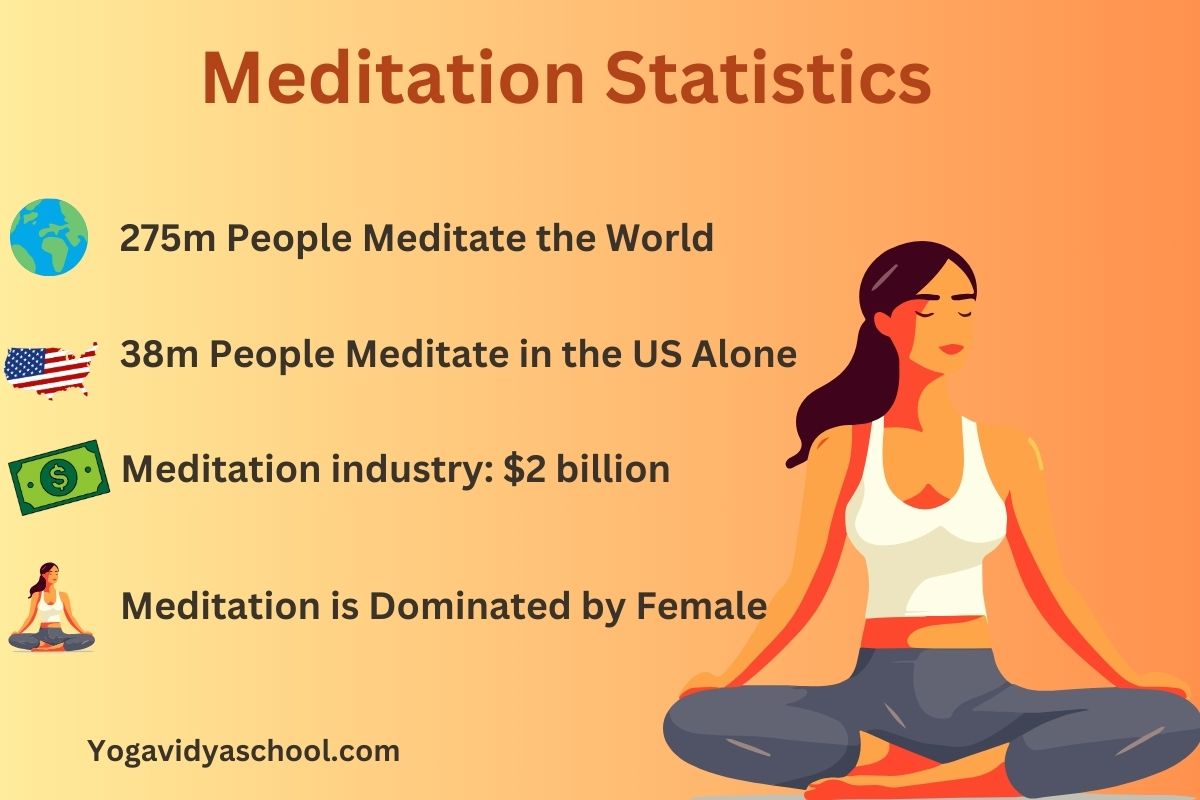 Meditation Statistics
275m People Meditate the World
38m People Meditate in the US Alone
$
Meditation industry: $2 billion
Meditation is Dominated by Female
Yogavidyaschool.com